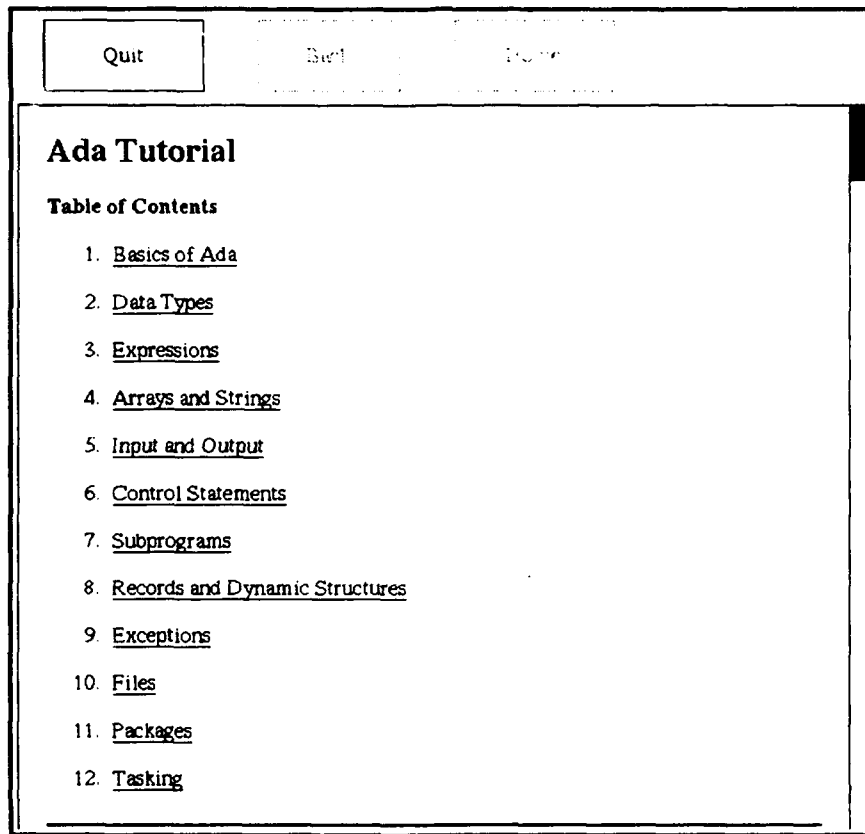 Quit
Ada Tutorial
Table of Contents
1. Basics of Ada
2. Data Types
3. Expressions
4. Arrays and Strings
5. Input and Output
6. Control Statements
7. Subprograms
8. Records and Dynamic Structures
9. Exceptions
10. Files
11. Packages
12. Tasking